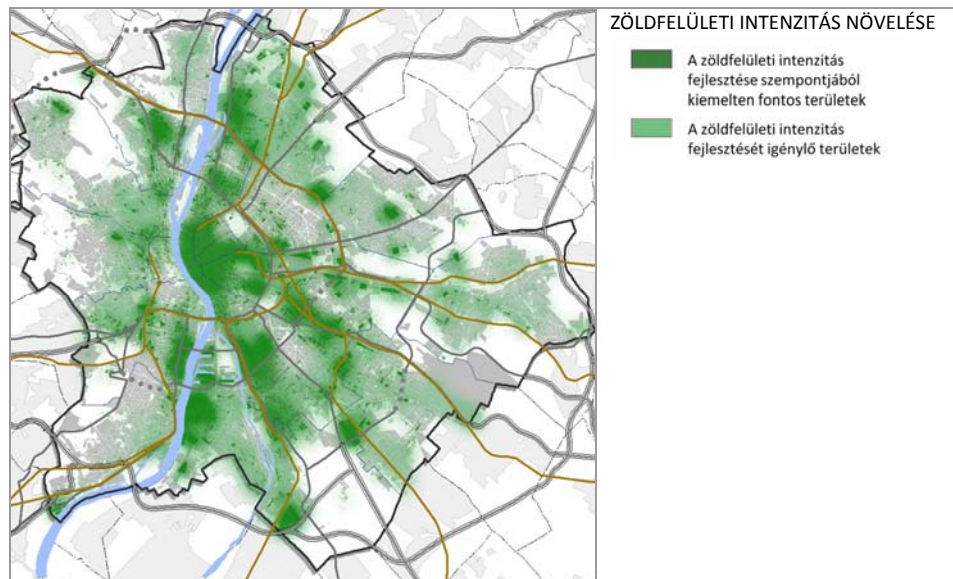 ZÖLDFELÜLETI INTENZITÁS NÖVELÉSE
A zöldfelületi intenzitás
fejlesztése szempontjából
kiemelten fontos területek
A zöldfelületi intenzitás
fejlesztését igénylő területek